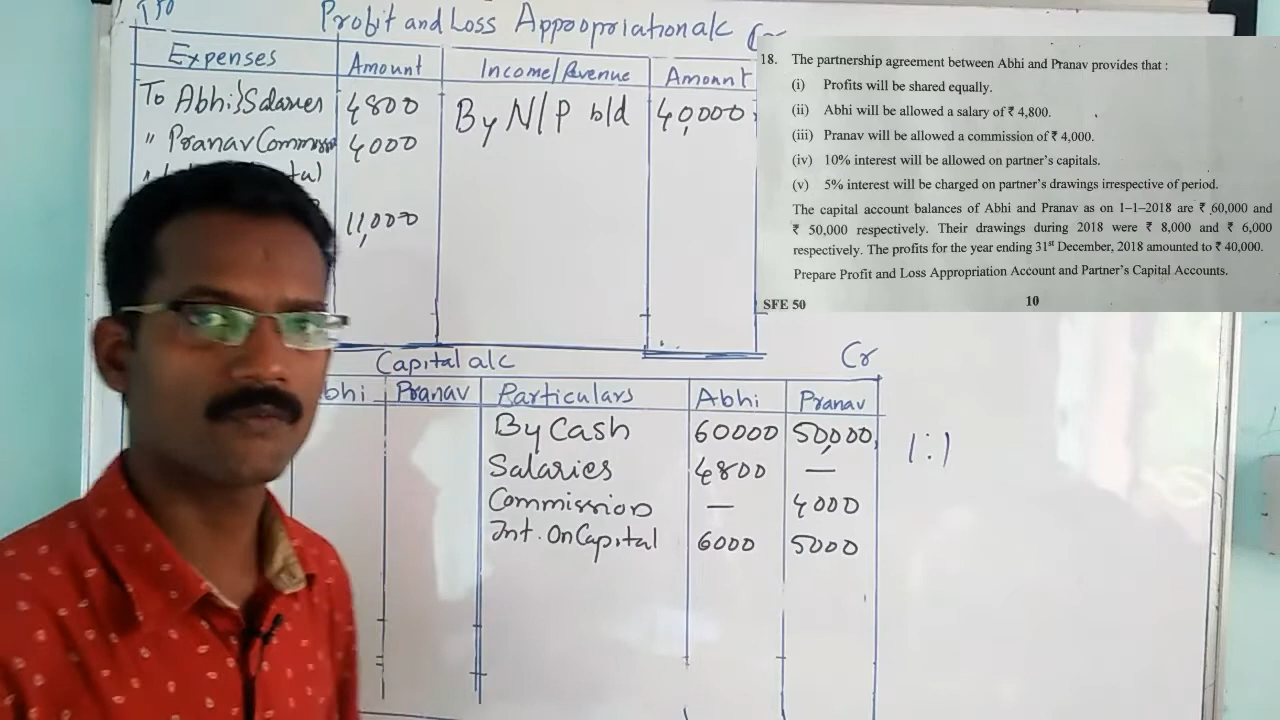 Profit and Loss Appropriation a/c Cr
Expenses Amount Income/Revenue Amount
To Abhi's Salaries 4800 By N/P b/d 40,000
" Pranav Commission 4000
11,000
Capital a/c Cr
bhi Pranav Particulars Abhi Pranav
By Cash 60000 50,000
Salaries 4800 —
Commission — 4000
Int. On Capital 6000 5000
1:1
18. The partnership agreement between Abhi and Pranav provides that :
(i) Profits will be shared equally.
(ii) Abhi will be allowed a salary of ₹ 4,800.
(iii) Pranav will be allowed a commission of ₹ 4,000.
(iv) 10% interest will be allowed on partner's capitals.
(v) 5% interest will be charged on partner's drawings irrespective of period.
The capital account balances of Abhi and Pranav as on 1–1–2018 are ₹ 60,000 and
₹ 50,000 respectively. Their drawings during 2018 were ₹ 8,000 and ₹ 6,000
respectively. The profits for the year ending 31st December, 2018 amounted to ₹ 40,000.
Prepare Profit and Loss Appropriation Account and Partner's Capital Accounts.
SFE 50 10